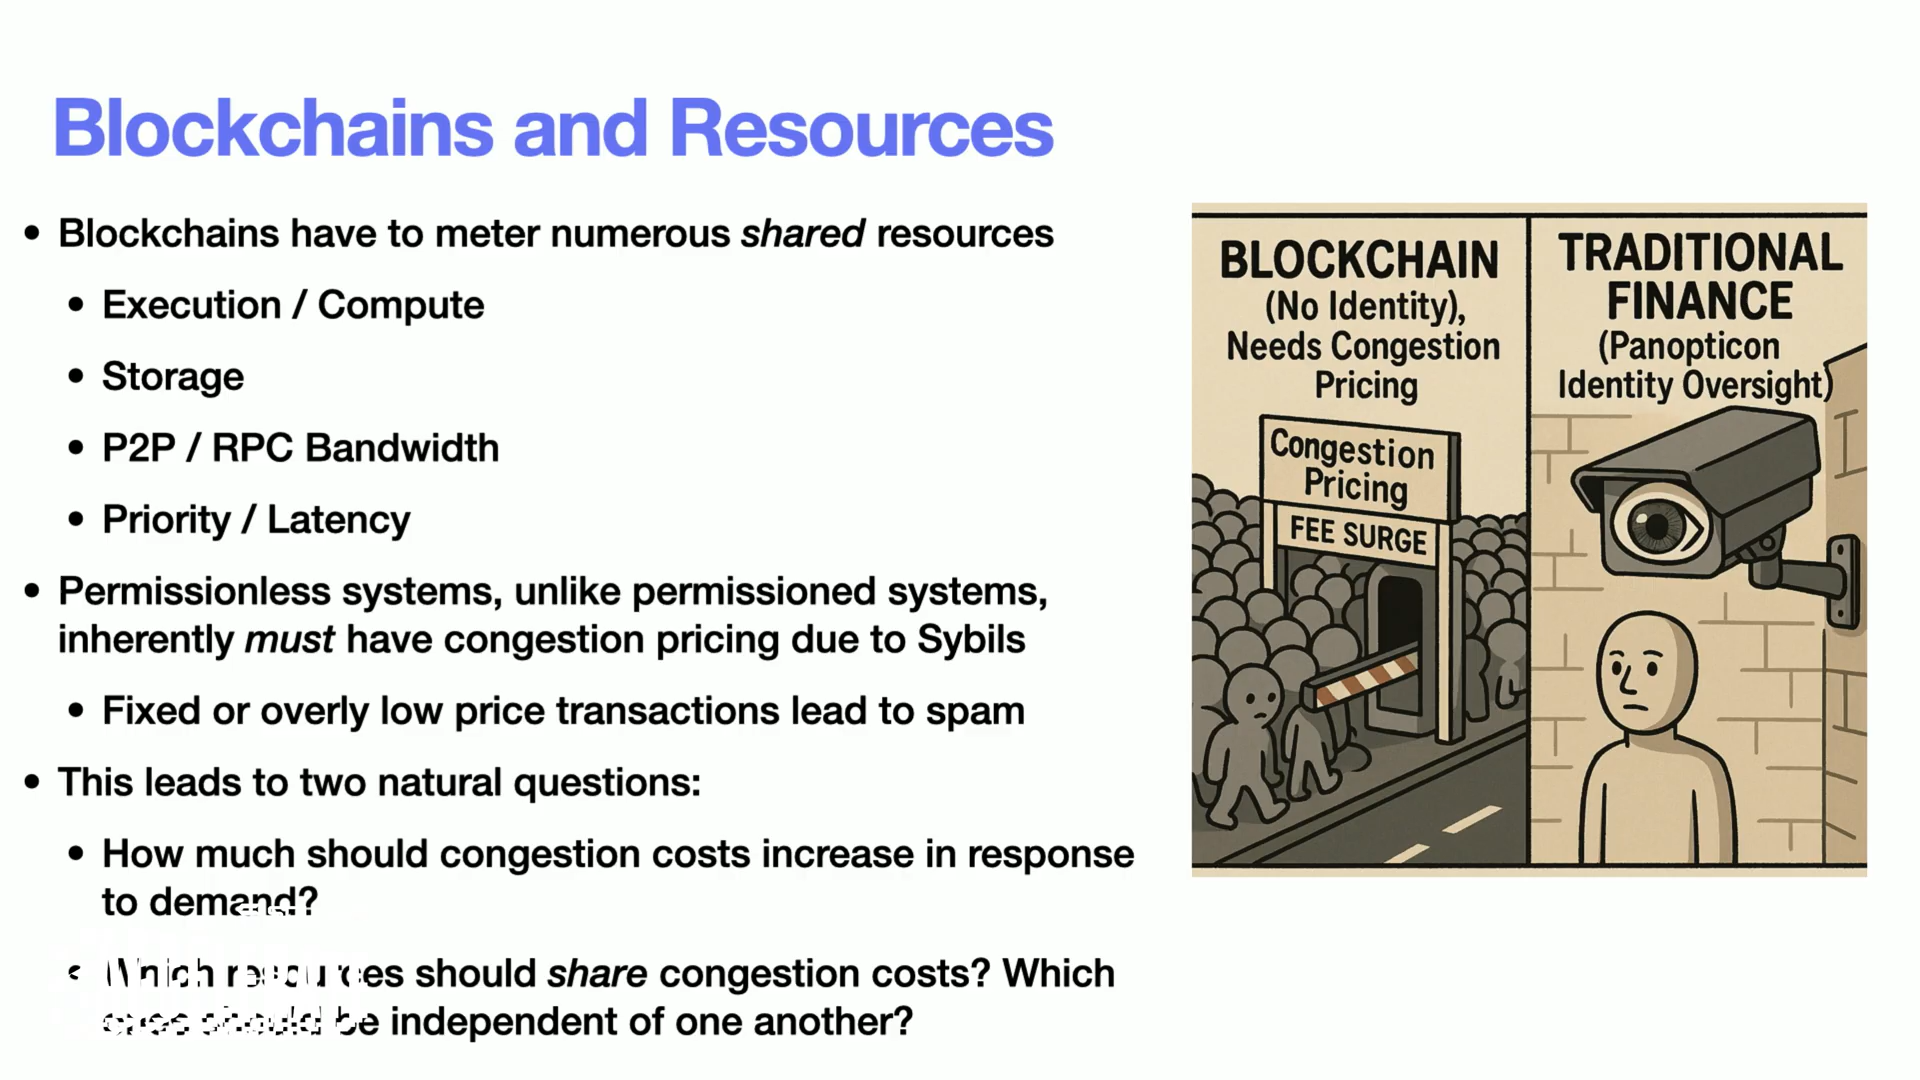 Blockchains and Resources
• Blockchains have to meter numerous shared resources
• Execution / Compute
• Storage
• P2P / RPC Bandwidth
• Priority / Latency
• Permissionless systems, unlike permissioned systems,
inherently must have congestion pricing due to Sybils
• Fixed or overly low price transactions lead to spam
• This leads to two natural questions:
• How much should congestion costs increase in response
to demand?
• Which resources should share congestion costs? Which
be independent of one another?
BLOCKCHAIN
(No Identity),
Needs Congestion
Pricing
Congestion
Pricing
FEE SURGE
TRADITIONAL
FINANCE
(Panopticon
Identity Oversight)